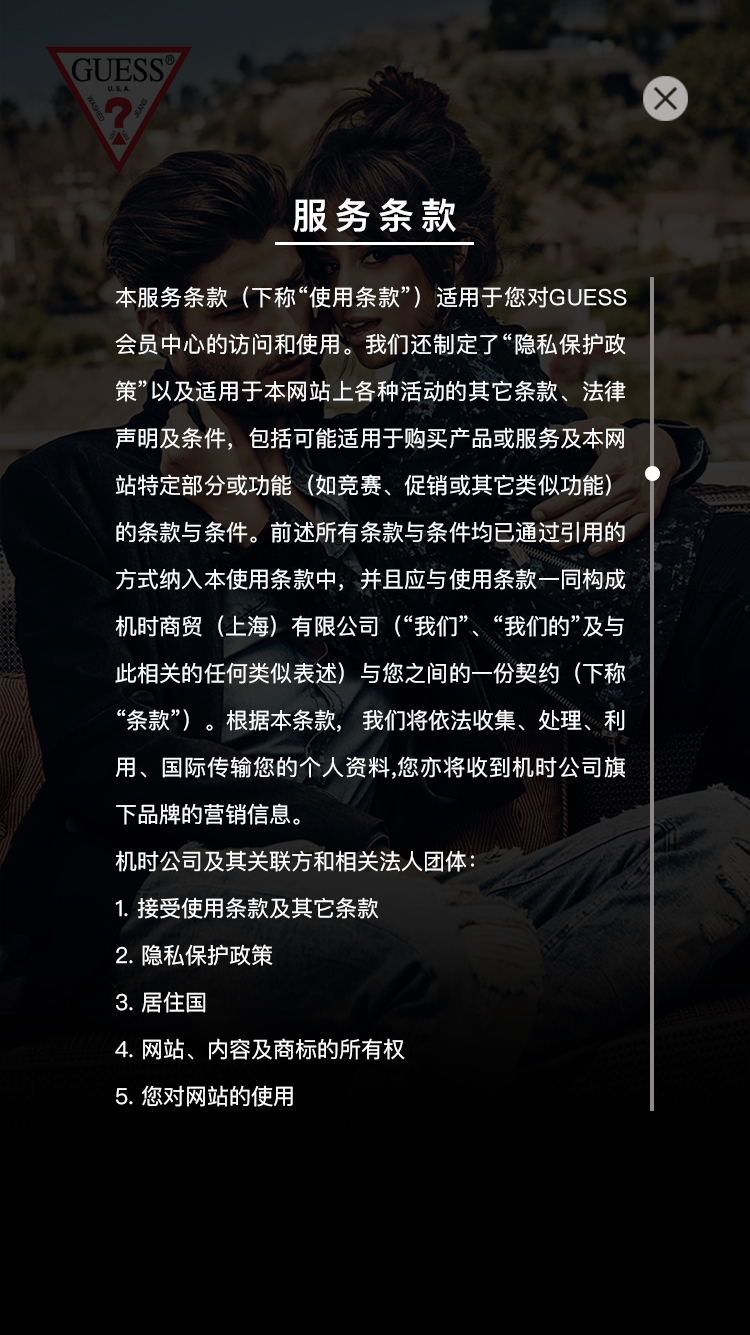 GUESS®
U.S.A.
WASHED
JEANS
?
服务条款
本服务条款（下称“使用条款”）适用于您对GUESS
会员中心的访问和使用。我们还制定了“隐私保护政
策”以及适用于本网站上各种活动的其它条款、法律
声明及条件，包括可能适用于购买产品或服务及本网
站特定部分或功能（如竞赛、促销或其它类似功能）
的条款与条件。前述所有条款与条件均已通过引用的
方式纳入本使用条款中，并且应与使用条款一同构成
机时商贸（上海）有限公司（“我们”、“我们的”及与
此相关的任何类似表述）与您之间的一份契约（下称
“条款”）。根据本条款， 我们将依法收集、处理、利
用、国际传输您的个人资料,您亦将收到机时公司旗
下品牌的营销信息。
机时公司及其关联方和相关法人团体：
1. 接受使用条款及其它条款
2. 隐私保护政策
3. 居住国
4. 网站、内容及商标的所有权
5. 您对网站的使用